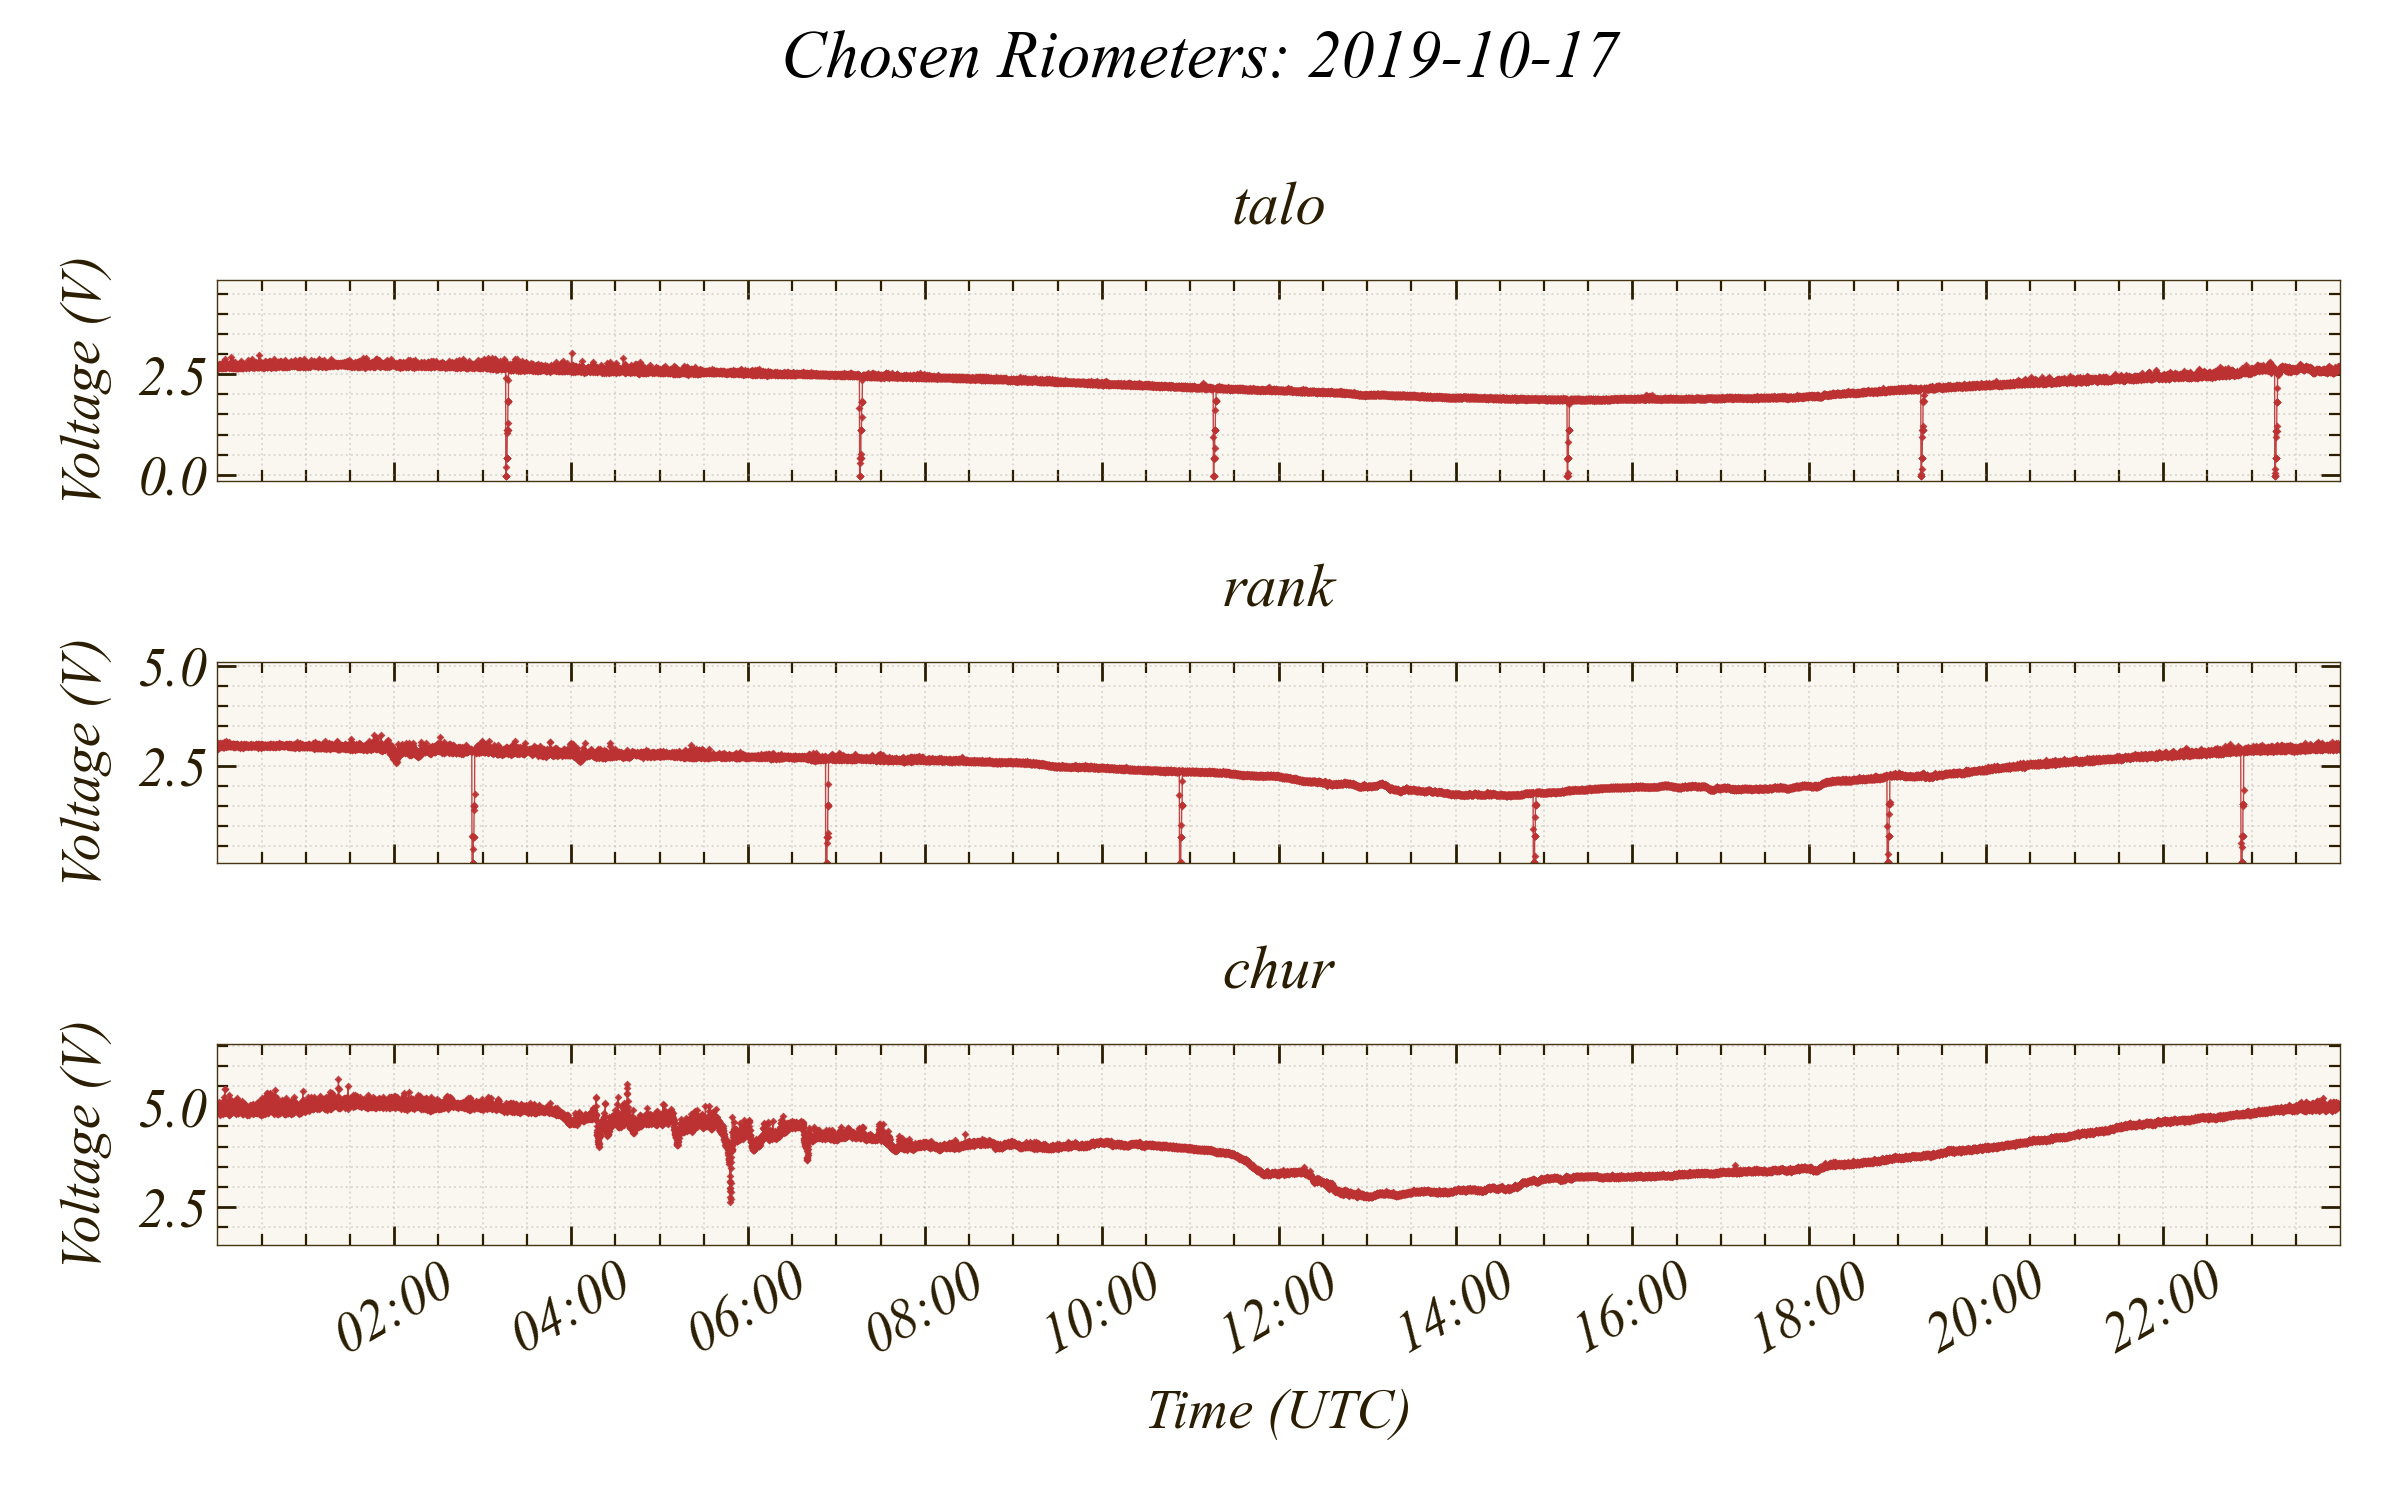 Chosen Riometers: 2019-10-17
talo
Voltage (V)
2.5
0.0
rank
Voltage (V)
5.0
2.5
chur
Voltage (V)
5.0
2.5
02:00 04:00 06:00 08:00 10:00 12:00 14:00 16:00 18:00 20:00 22:00
Time (UTC)